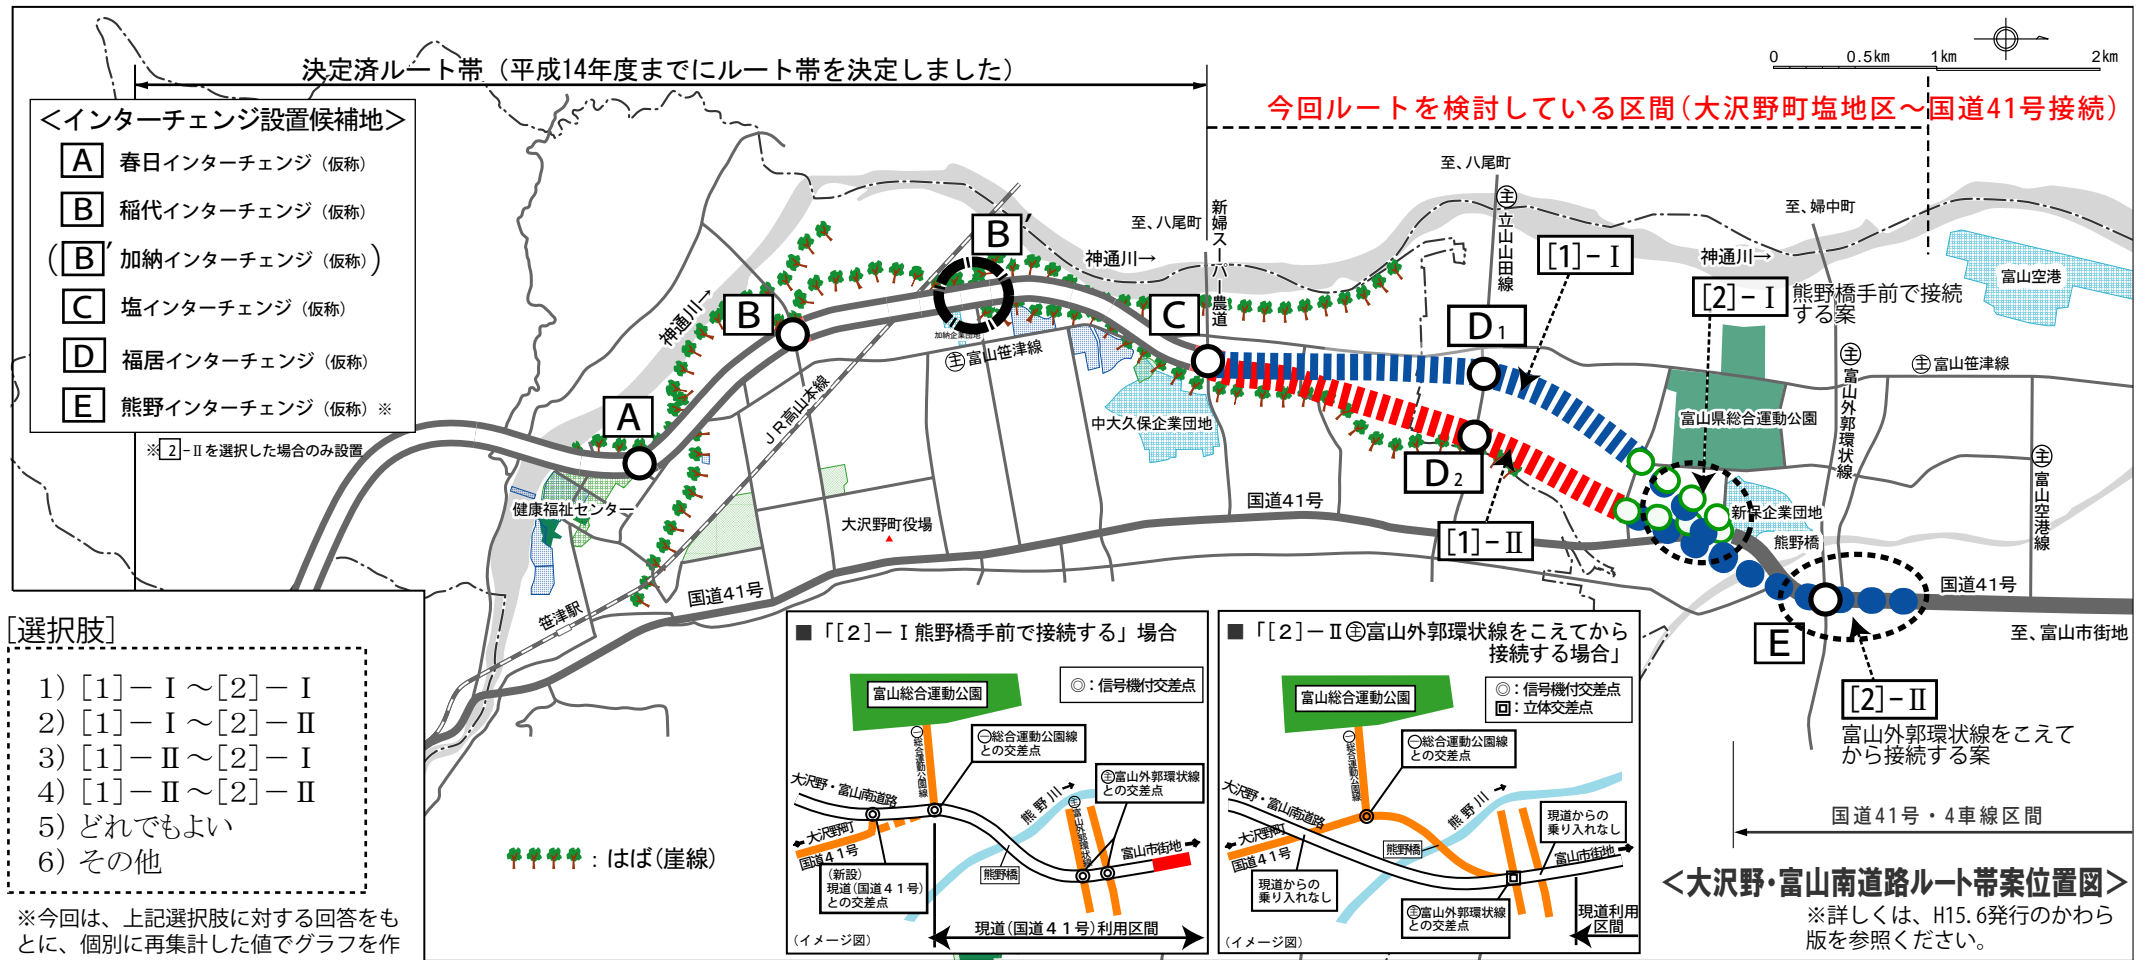 決定済ルート帯（平成14年度までにルート帯を決定しました）
0 0.5km 1km 2km
今回ルートを検討している区間（大沢野町塩地区～国道41号接続）
＜インターチェンジ設置候補地＞
A 春日インターチェンジ（仮称）
B 稲代インターチェンジ（仮称）
(B′ 加納インターチェンジ（仮称）)
C 塩インターチェンジ（仮称）
D 福居インターチェンジ（仮称）
E 熊野インターチェンジ（仮称）※
※[2]－Ⅱを選択した場合のみ設置
至、八尾町
至、八尾町
至、婦中町
新婦スーパー農道
㊤立山山田線
神通川→
神通川→
神通川→
[1]－Ⅰ
[2]－Ⅰ
熊野橋手前で接続
する案
富山空港
A
B
B′
C
D1
D2
E
加納企業団地
㊤富山笹津線
㊤富山笹津線
㊤富山外郭環状線
㊤富山空港線
JR高山本線
中大久保企業団地
富山県総合運動公園
新保企業団地
熊野橋
健康福祉センター
大沢野町役場
国道41号
国道41号
国道41号
笹津駅
[1]－Ⅱ
至、富山市街地
[2]－Ⅱ
富山外郭環状線をこえて
から接続する案
国道41号・4車線区間
[選択肢]
1）[1]－Ⅰ～[2]－Ⅰ
2）[1]－Ⅰ～[2]－Ⅱ
3）[1]－Ⅱ～[2]－Ⅰ
4）[1]－Ⅱ～[2]－Ⅱ
5）どれでもよい
6）その他
※今回は、上記選択肢に対する回答をも
とに、個別に再集計した値でグラフを作
：はば（崖線）
■「[2]－Ⅰ熊野橋手前で接続する」場合
富山総合運動公園
◎：信号機付交差点
㊀総合運動公園線
との交差点
㊀総合運動公園線
㊤富山外郭環状線
との交差点
㊤富山外郭環状線
大沢野・富山南道路
大沢野町
国道41号
熊野川
熊野橋
富山市街地
（新設）
現道（国道41号）
との交差点
現道（国道41号）利用区間
（イメージ図）
■「[2]－Ⅱ㊤富山外郭環状線をこえてから
接続する場合」
富山総合運動公園
◎：信号機付交差点
回：立体交差点
㊀総合運動公園線
との交差点
㊀総合運動公園線
大沢野・富山南道路
大沢野町
国道41号
熊野川
熊野橋
現道からの
乗り入れなし
富山市街地
現道からの
乗り入れなし
㊤富山外郭環状線
との交差点
現道利用
区間
（イメージ図）
＜大沢野・富山南道路ルート帯案位置図＞
※詳しくは、H15.6発行のかわら
版を参照ください。